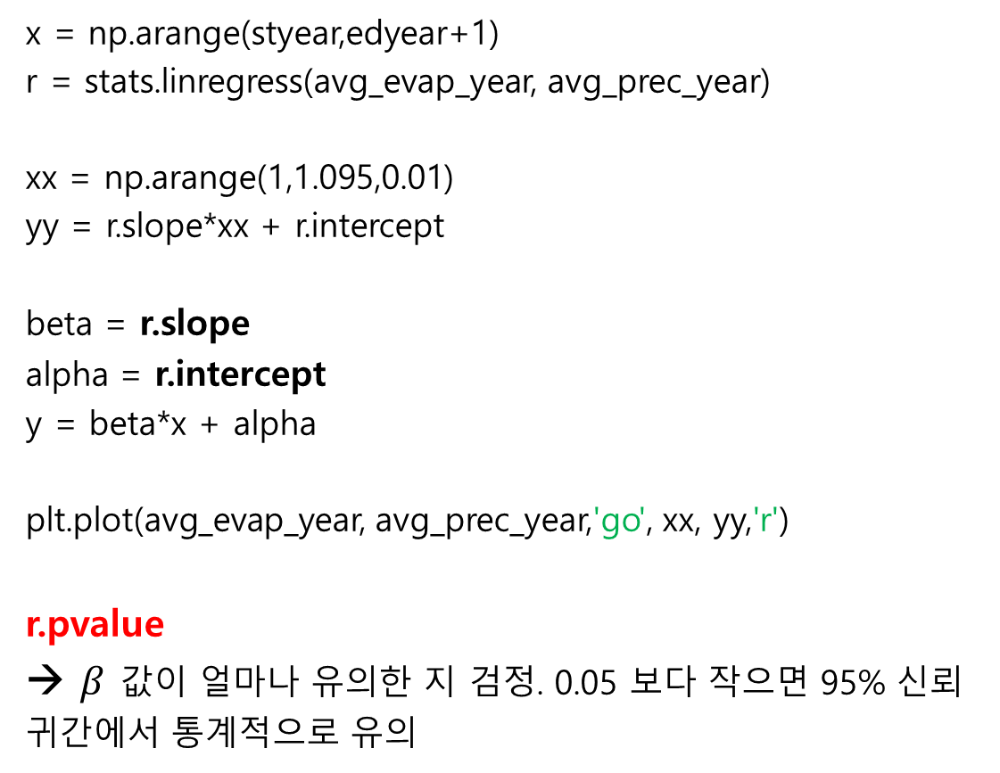 x = np.arange(styear,edyear+1)
r = stats.linregress(avg_evap_year, avg_prec_year)
xx = np.arange(1,1.095,0.01)
yy = r.slope*xx + r.intercept
beta = r.slope
alpha = r.intercept
y = beta*x + alpha
plt.plot(avg_evap_year, avg_prec_year,'go', xx, yy,'r')
r.pvalue
→ β 값이 얼마나 유의한 지 검정. 0.05 보다 작으면 95% 신뢰
귀간에서 통계적으로 유의